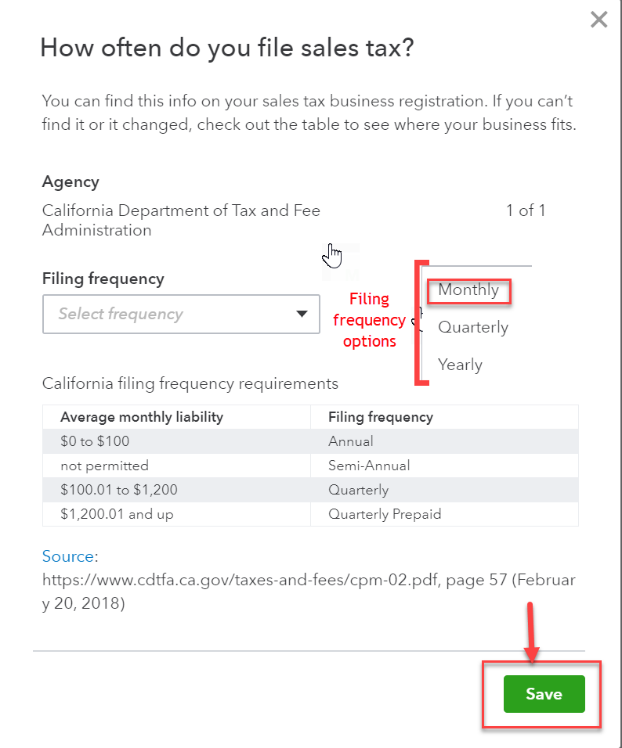 How often do you file sales tax?
You can find this info on your sales tax business registration. If you can't
find it or it changed, check out the table to see where your business fits.
Agency
California Department of Tax and Fee
Administration
1 of 1
Filing frequency
Select frequency
Filing
frequency
options
Monthly
Quarterly
Yearly
California filing frequency requirements
Average monthly liability Filing frequency
$0 to $100 Annual
not permitted Semi-Annual
$100.01 to $1,200 Quarterly
$1,200.01 and up Quarterly Prepaid
Source:
https://www.cdtfa.ca.gov/taxes-and-fees/cpm-02.pdf, page 57 (Februar
y 20, 2018)
Save